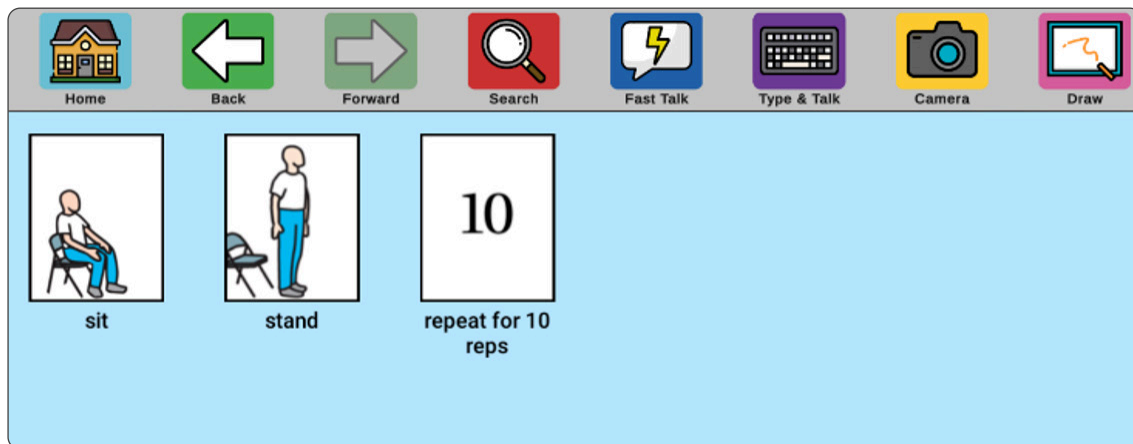 Home Back Forward Search Fast Talk Type & Talk Camera Draw
10
sit stand repeat for 10
reps